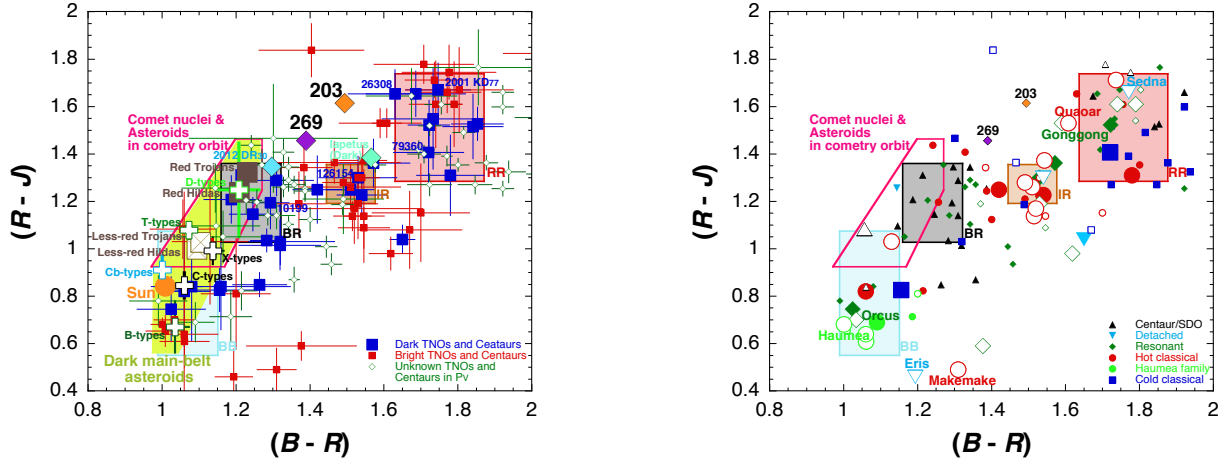 2
1.8
1.6
1.4
1.2
1
0.8
0.6
0.4
0.8
1
1.2
1.4
1.6
1.8
2
(R - J)
(B - R)
26308
2001 KD77
203
269
Comet nuclei &
Asteroids
in cometry orbit
Iapetus
Dark
79360
2012 DR30
Red Trojans
D-types
Red Hildas
126154
RR
IR
10199
T-types
Less-red Trojans
Less-red Hildas
BR
X-types
Cb-types
C-types
Sun
B-types
BB
Dark main-belt
asteroids
Dark TNOs and Ceataurs
Bright TNOs and Centaurs
Unknown TNOs and
Centaurs in Pv
2
1.8
1.6
1.4
1.2
1
0.8
0.6
0.4
0.8
1
1.2
1.4
1.6
1.8
2
(R - J)
(B - R)
Comet nuclei &
Asteroids
in cometry orbit
203
269
Sedna
Quaoar
Gonggong
RR
IR
BR
Orcus
Haumea
BB
Eris
Makemake
Centaur/SDO
Detached
Resonant
Hot classical
Haumea family
Cold classical